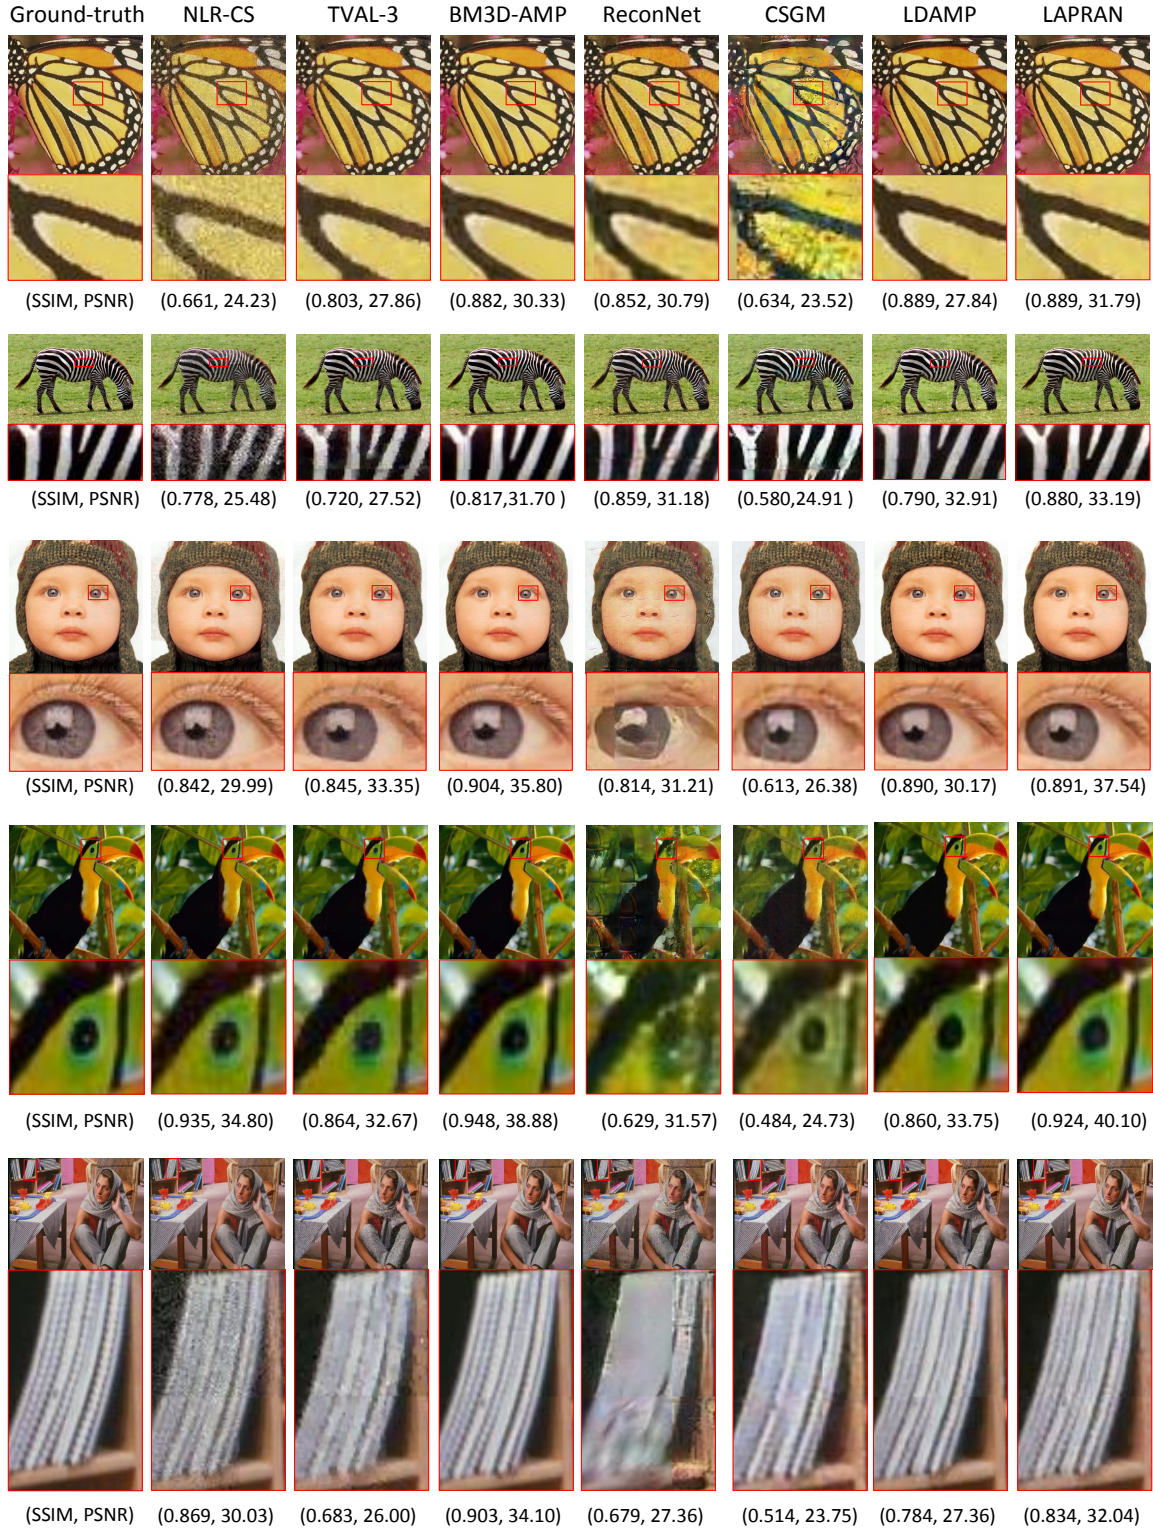 Ground-truth NLR-CS TVAL-3 BM3D-AMP ReconNet CSGM LDAMP LAPRAN
(SSIM, PSNR) (0.661, 24.23) (0.803, 27.86) (0.882, 30.33) (0.852, 30.79) (0.634, 23.52) (0.889, 27.84) (0.889, 31.79)
(SSIM, PSNR) (0.778, 25.48) (0.720, 27.52) (0.817,31.70 ) (0.859, 31.18) (0.580,24.91 ) (0.790, 32.91) (0.880, 33.19)
(SSIM, PSNR) (0.842, 29.99) (0.845, 33.35) (0.904, 35.80) (0.814, 31.21) (0.613, 26.38) (0.890, 30.17) (0.891, 37.54)
(SSIM, PSNR) (0.935, 34.80) (0.864, 32.67) (0.948, 38.88) (0.629, 31.57) (0.484, 24.73) (0.860, 33.75) (0.924, 40.10)
(SSIM, PSNR) (0.869, 30.03) (0.683, 26.00) (0.903, 34.10) (0.679, 27.36) (0.514, 23.75) (0.784, 27.36) (0.834, 32.04)